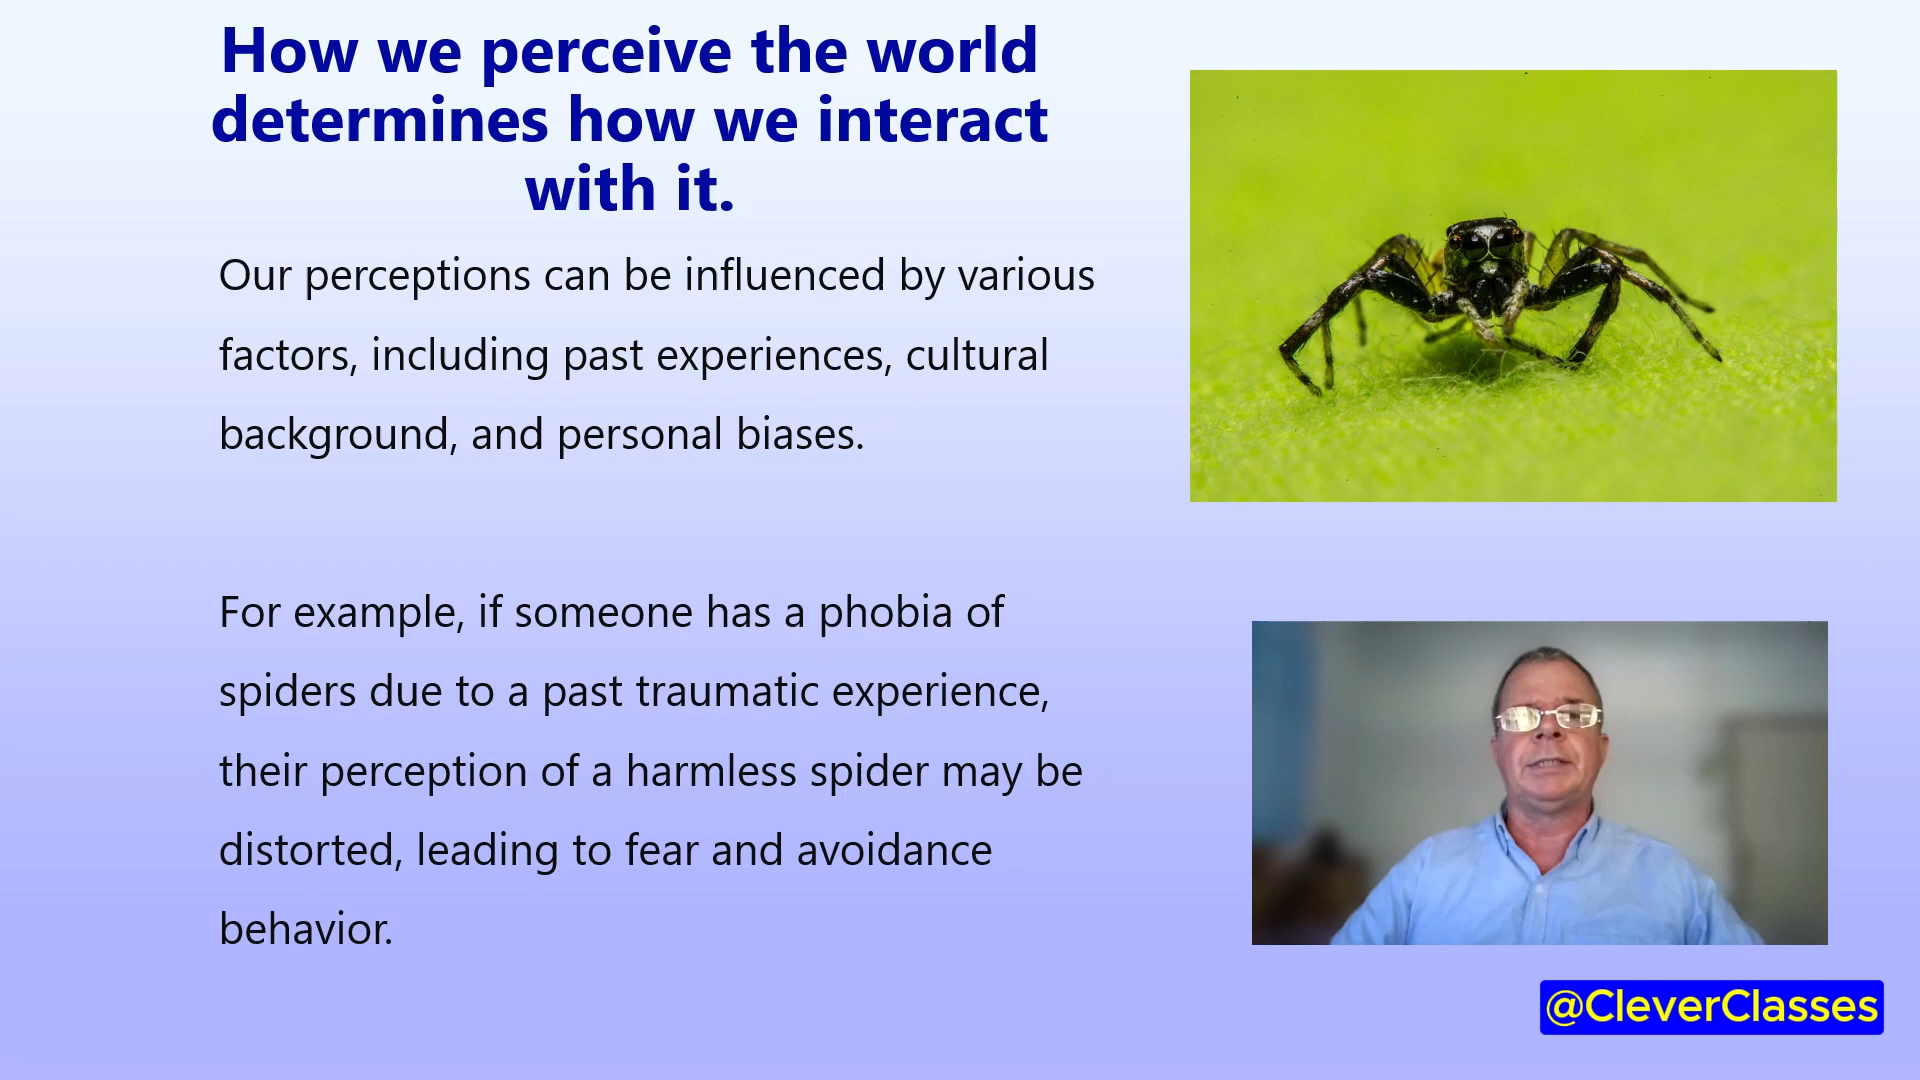 How we perceive the world
determines how we interact
with it.
Our perceptions can be influenced by various
factors, including past experiences, cultural
background, and personal biases.
For example, if someone has a phobia of
spiders due to a past traumatic experience,
their perception of a harmless spider may be
distorted, leading to fear and avoidance
behavior.
@CleverClasses